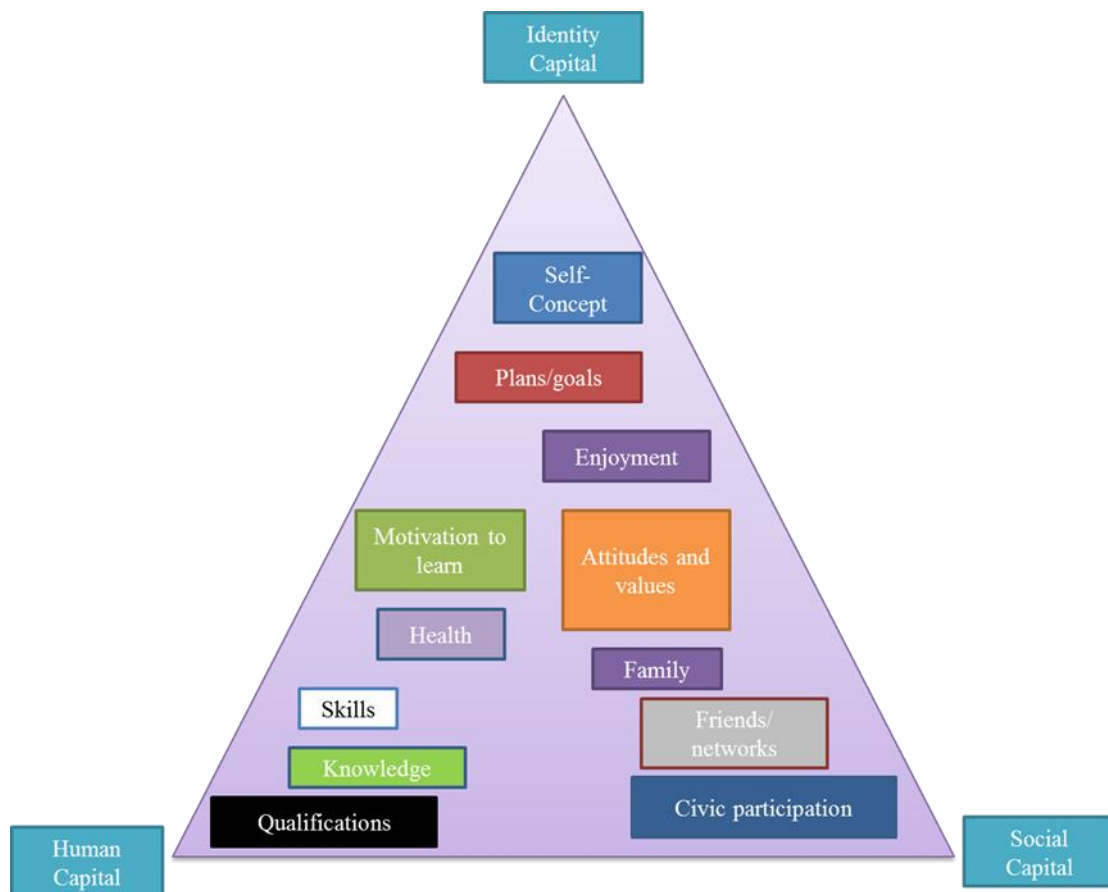 Identity
Capital
Self-
Concept
Plans/goals
Enjoyment
Motivation to
learn
Attitudes and
values
Health
Family
Skills
Friends/
networks
Knowledge
Qualifications
Civic participation
Human
Capital
Social
Capital